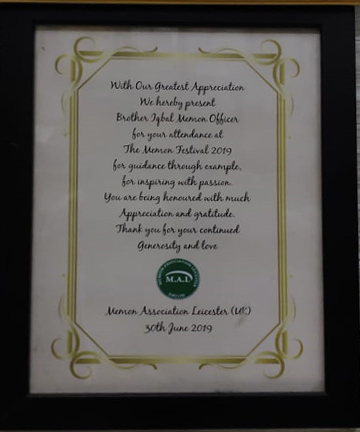 With Our Greatest Appreciation
We hereby present
Brother Iqbal Memon Officer
for your attendance at
The Memon Festival 2019
for guidance through example,
for inspiring with passion.
You are being honoured with much
Appreciation and gratitude.
Thank you for your continued
Generosity and love
M.A.L
Memon Association Leicester (UK)
30th June 2019